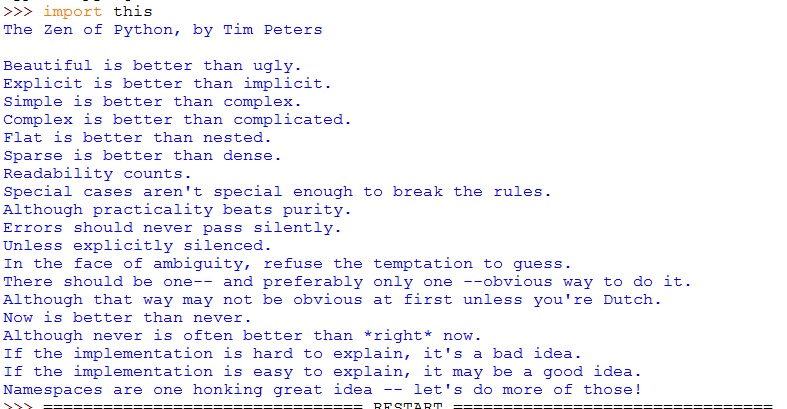 >>> import this
The Zen of Python, by Tim Peters

Beautiful is better than ugly.
Explicit is better than implicit.
Simple is better than complex.
Complex is better than complicated.
Flat is better than nested.
Sparse is better than dense.
Readability counts.
Special cases aren't special enough to break the rules.
Although practicality beats purity.
Errors should never pass silently.
Unless explicitly silenced.
In the face of ambiguity, refuse the temptation to guess.
There should be one-- and preferably only one --obvious way to do it.
Although that way may not be obvious at first unless you're Dutch.
Now is better than never.
Although never is often better than *right* now.
If the implementation is hard to explain, it's a bad idea.
If the implementation is easy to explain, it may be a good idea.
Namespaces are one honking great idea -- let's do more of those!
>>> ================================ RESTART ================================